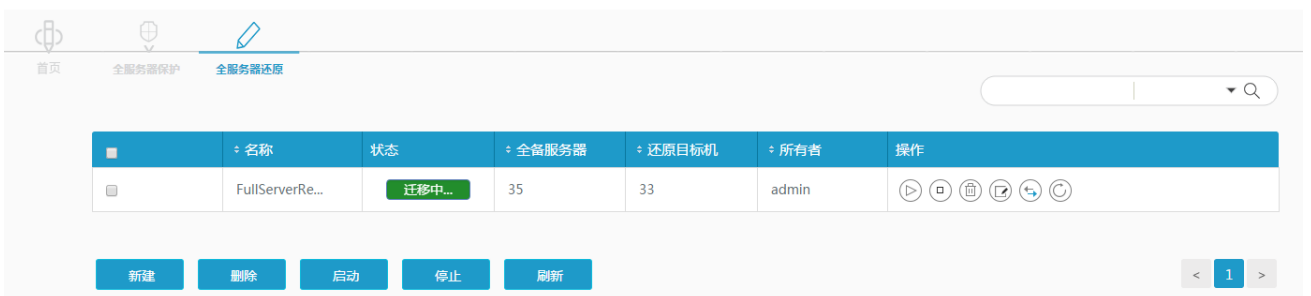 首页 全服务器保护 全服务器还原
名称 状态 全备服务器 还原目标机 所有者 操作
FullServerRe... 迁移中... 35 33 admin
新建 删除 启动 停止 刷新 < 1 >